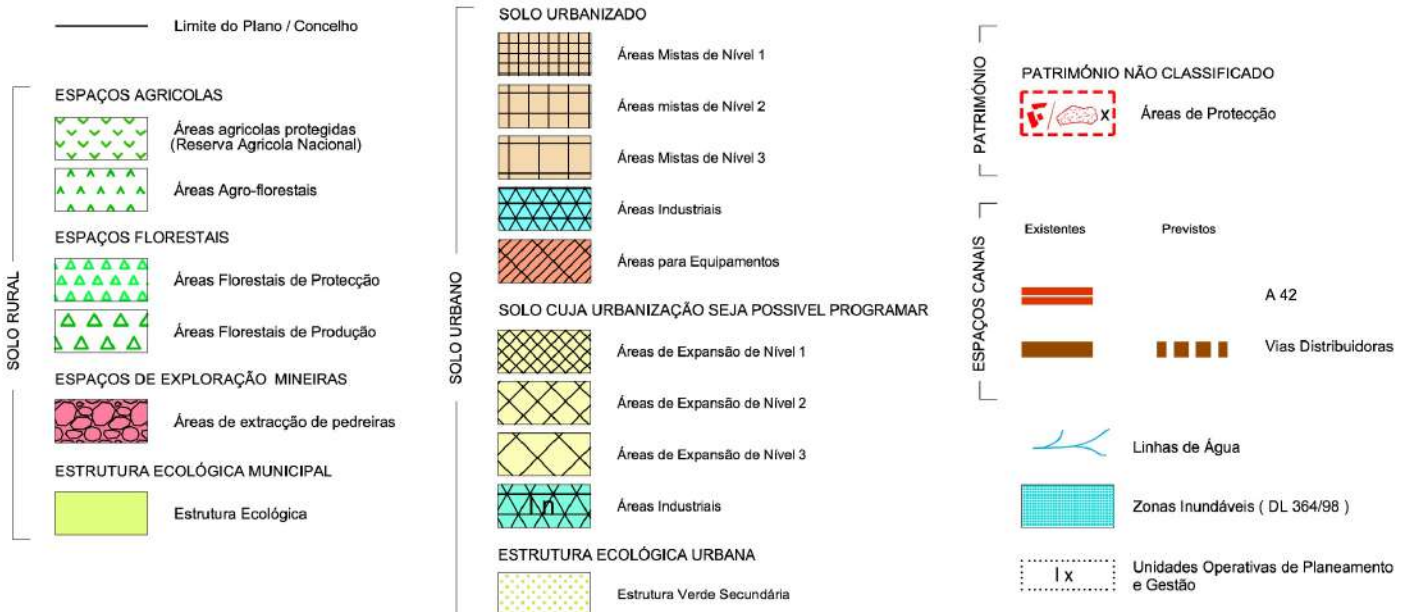 Limite do Plano / Concelho
SOLO RURAL
ESPAÇOS AGRICOLAS
Áreas agricolas protegidas
(Reserva Agricola Nacional)
Áreas Agro-florestais
ESPAÇOS FLORESTAIS
Áreas Florestais de Protecção
Áreas Florestais de Produção
ESPAÇOS DE EXPLORAÇÃO MINEIRAS
Áreas de extracção de pedreiras
ESTRUTURA ECOLÓGICA MUNICIPAL
Estrutura Ecológica
SOLO URBANO
SOLO URBANIZADO
Áreas Mistas de Nível 1
Áreas mistas de Nível 2
Áreas Mistas de Nível 3
Áreas Industriais
Áreas para Equipamentos
SOLO CUJA URBANIZAÇÃO SEJA POSSIVEL PROGRAMAR
Áreas de Expansão de Nível 1
Áreas de Expansão de Nível 2
Áreas de Expansão de Nível 3
I n
Áreas Industriais
ESTRUTURA ECOLÓGICA URBANA
Estrutura Verde Secundária
PATRIMÓNIO
PATRIMÓNIO NÃO CLASSIFICADO
/ x
Áreas de Protecção
ESPAÇOS CANAIS
Existentes Previstos
A 42
Vias Distribuidoras
Linhas de Água
Zonas Inundáveis ( DL 364/98 )
I x
Unidades Operativas de Planeamento
e Gestão